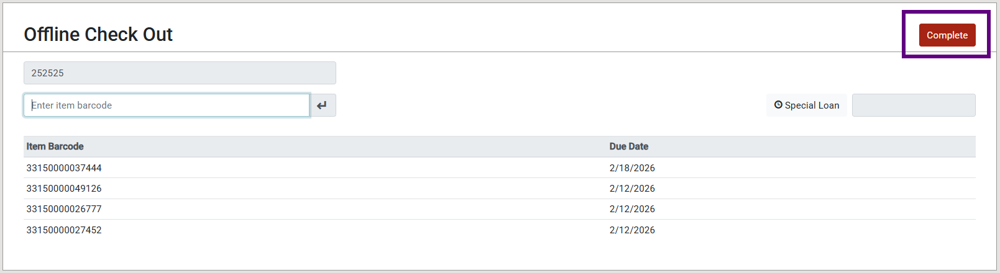 Offline Check Out
Complete
252525
Enter item barcode
Special Loan
Item Barcode Due Date
33150000037444 2/18/2026
33150000049126 2/12/2026
33150000026777 2/12/2026
33150000027452 2/12/2026